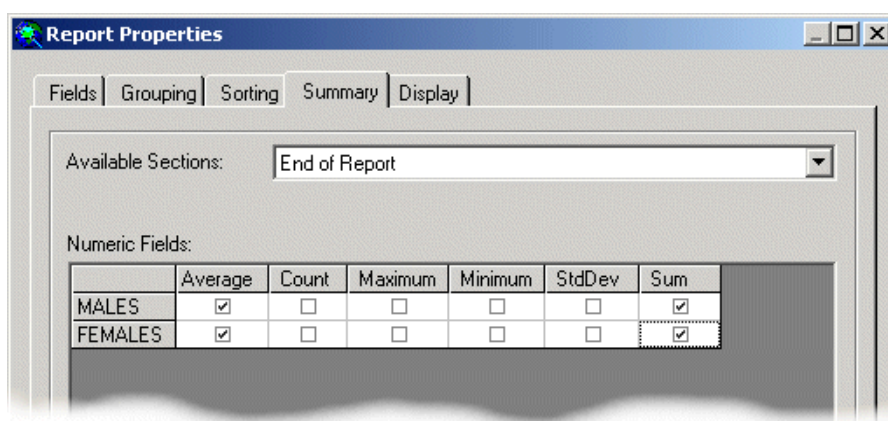 Report Properties
Fields Grouping Sorting Summary Display
Available Sections: End of Report
Numeric Fields:
Average Count Maximum Minimum StdDev Sum
MALES
FEMALES